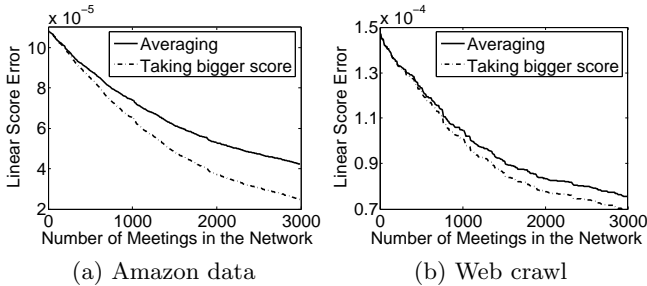 x 10⁻⁵
10
8
6
4
2
0
1000
2000
3000
Linear Score Error
Number of Meetings in the Network
Averaging
Taking bigger score
(a) Amazon data
x 10⁻⁴
1.5
1.3
1.1
0.9
0.7
0
1000
2000
3000
Linear Score Error
Number of Meetings in the Network
Averaging
Taking bigger score
(b) Web crawl